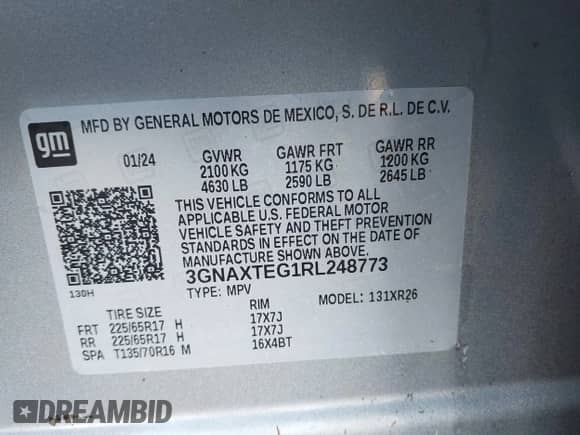 gm MFD BY GENERAL MOTORS DE MEXICO, S. DE R.L. DE C.V.
01/24 GVWR GAWR FRT GAWR RR
2100 KG 1175 KG 1200 KG
4630 LB 2590 LB 2645 LB
THIS VEHICLE CONFORMS TO ALL
APPLICABLE U.S. FEDERAL MOTOR
VEHICLE SAFETY AND THEFT PREVENTION
STANDARDS IN EFFECT ON THE DATE OF
MANUFACTURE SHOWN ABOVE.
3GNAXTEG1RL248773
130H
TYPE: MPV MODEL: 131XR26
TIRE SIZE RIM
FRT 225/65R17 H 17X7J
RR 225/65R17 H 17X7J
SPA T135/70R16 M 16X4BT
DREAMBID